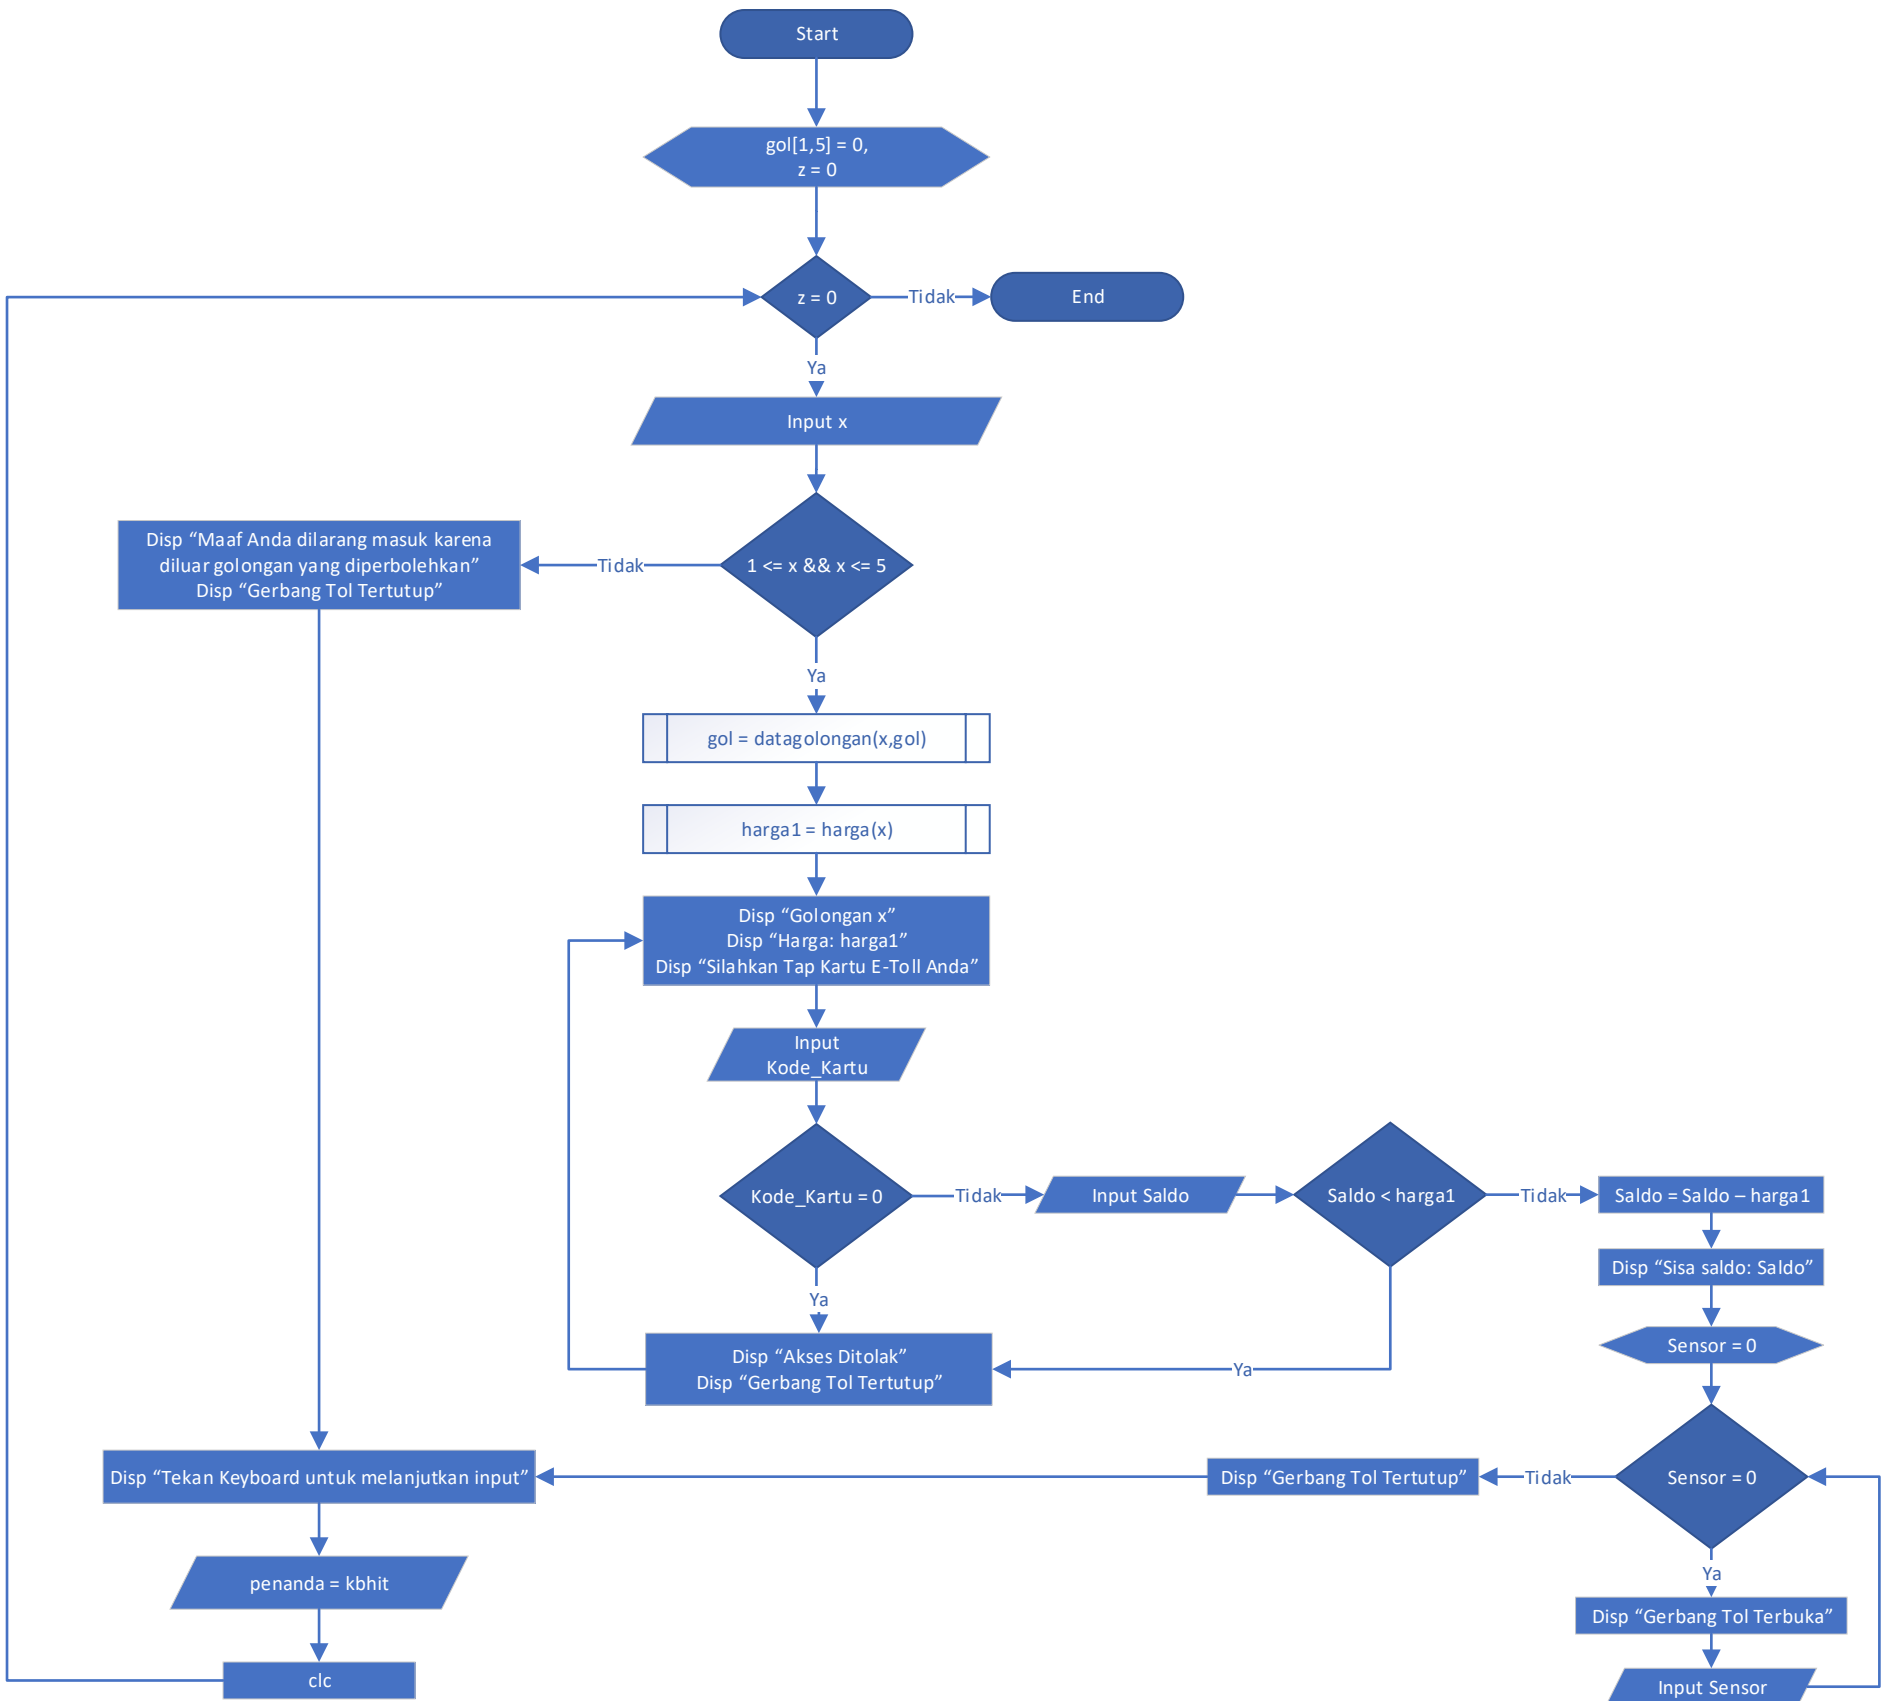 Start
gol[1,5] = 0,
z = 0
z = 0
Tidak
End
Ya
Input x
1 <= x && x <= 5
Tidak
Disp “Maaf Anda dilarang masuk karena
diluar golongan yang diperbolehkan”
Disp “Gerbang Tol Tertutup”
Ya
gol = datagolongan(x,gol)
harga1 = harga(x)
Disp “Golongan x”
Disp “Harga: harga1”
Disp “Silahkan Tap Kartu E-Toll Anda”
Input
Kode_Kartu
Kode_Kartu = 0
Tidak
Input Saldo
Saldo < harga1
Tidak
Saldo = Saldo – harga1
Disp “Sisa saldo: Saldo”
Ya
Sensor = 0
Disp “Akses Ditolak”
Disp “Gerbang Tol Tertutup”
Ya
Disp “Tekan Keyboard untuk melanjutkan input”
Disp “Gerbang Tol Tertutup”
Tidak
Sensor = 0
Ya
penanda = kbhit
Disp “Gerbang Tol Terbuka”
clc
Input Sensor